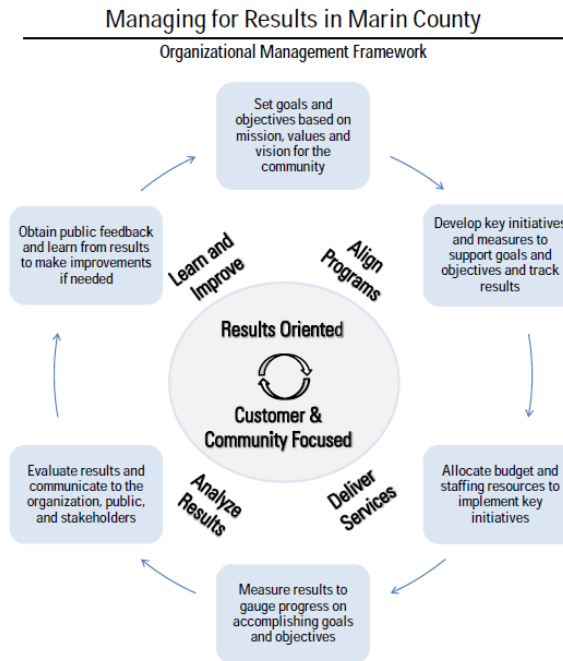 Managing for Results in Marin County
Organizational Management Framework
Set goals and
objectives based on
mission, values and
vision for the
community
Develop key initiatives
and measures to
support goals and
objectives and track
results
Allocate budget and
staffing resources to
implement key
initiatives
Measure results to
gauge progress on
accomplishing goals
and objectives
Evaluate results and
communicate to the
organization, public,
and stakeholders
Obtain public feedback
and learn from results
to make improvements
if needed
Learn and
Improve
Align
Programs
Results Oriented
Customer &
Community Focused
Analyze
Results
Deliver
Services